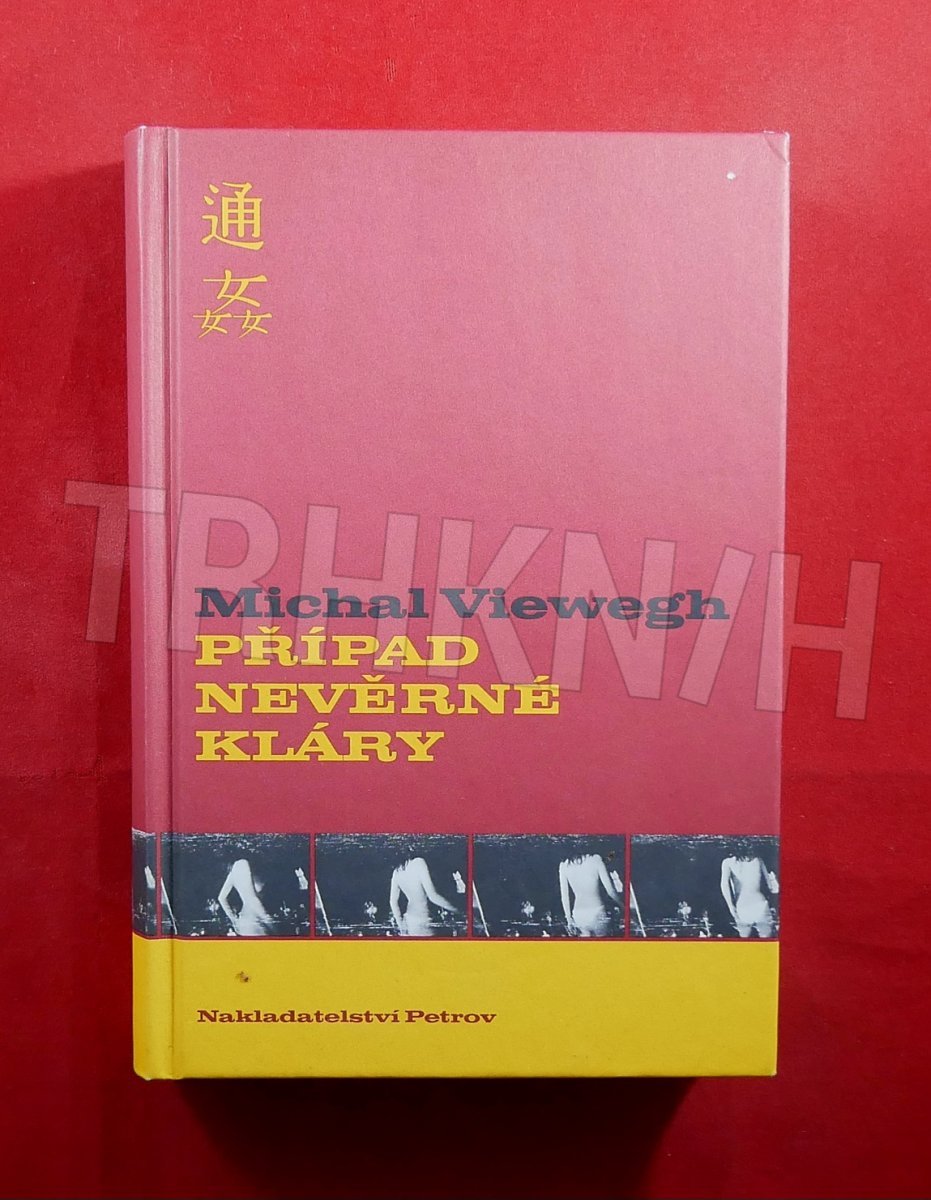 通
姦
Michal Viewegh
PŘÍPAD
NEVĚRNÉ
KLÁRY
Nakladatelství Petrov
TRHKNIH